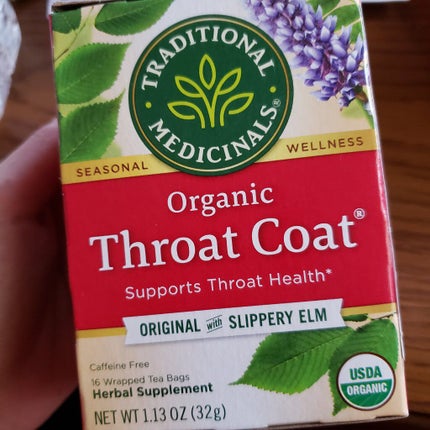 TRADITIONAL
MEDICINALS®
SEASONAL WELLNESS
Organic
Throat Coat®
Supports Throat Health*
ORIGINAL with SLIPPERY ELM
Caffeine Free
16 Wrapped Tea Bags
Herbal Supplement
NET WT 1.13 OZ (32g)
USDA
ORGANIC